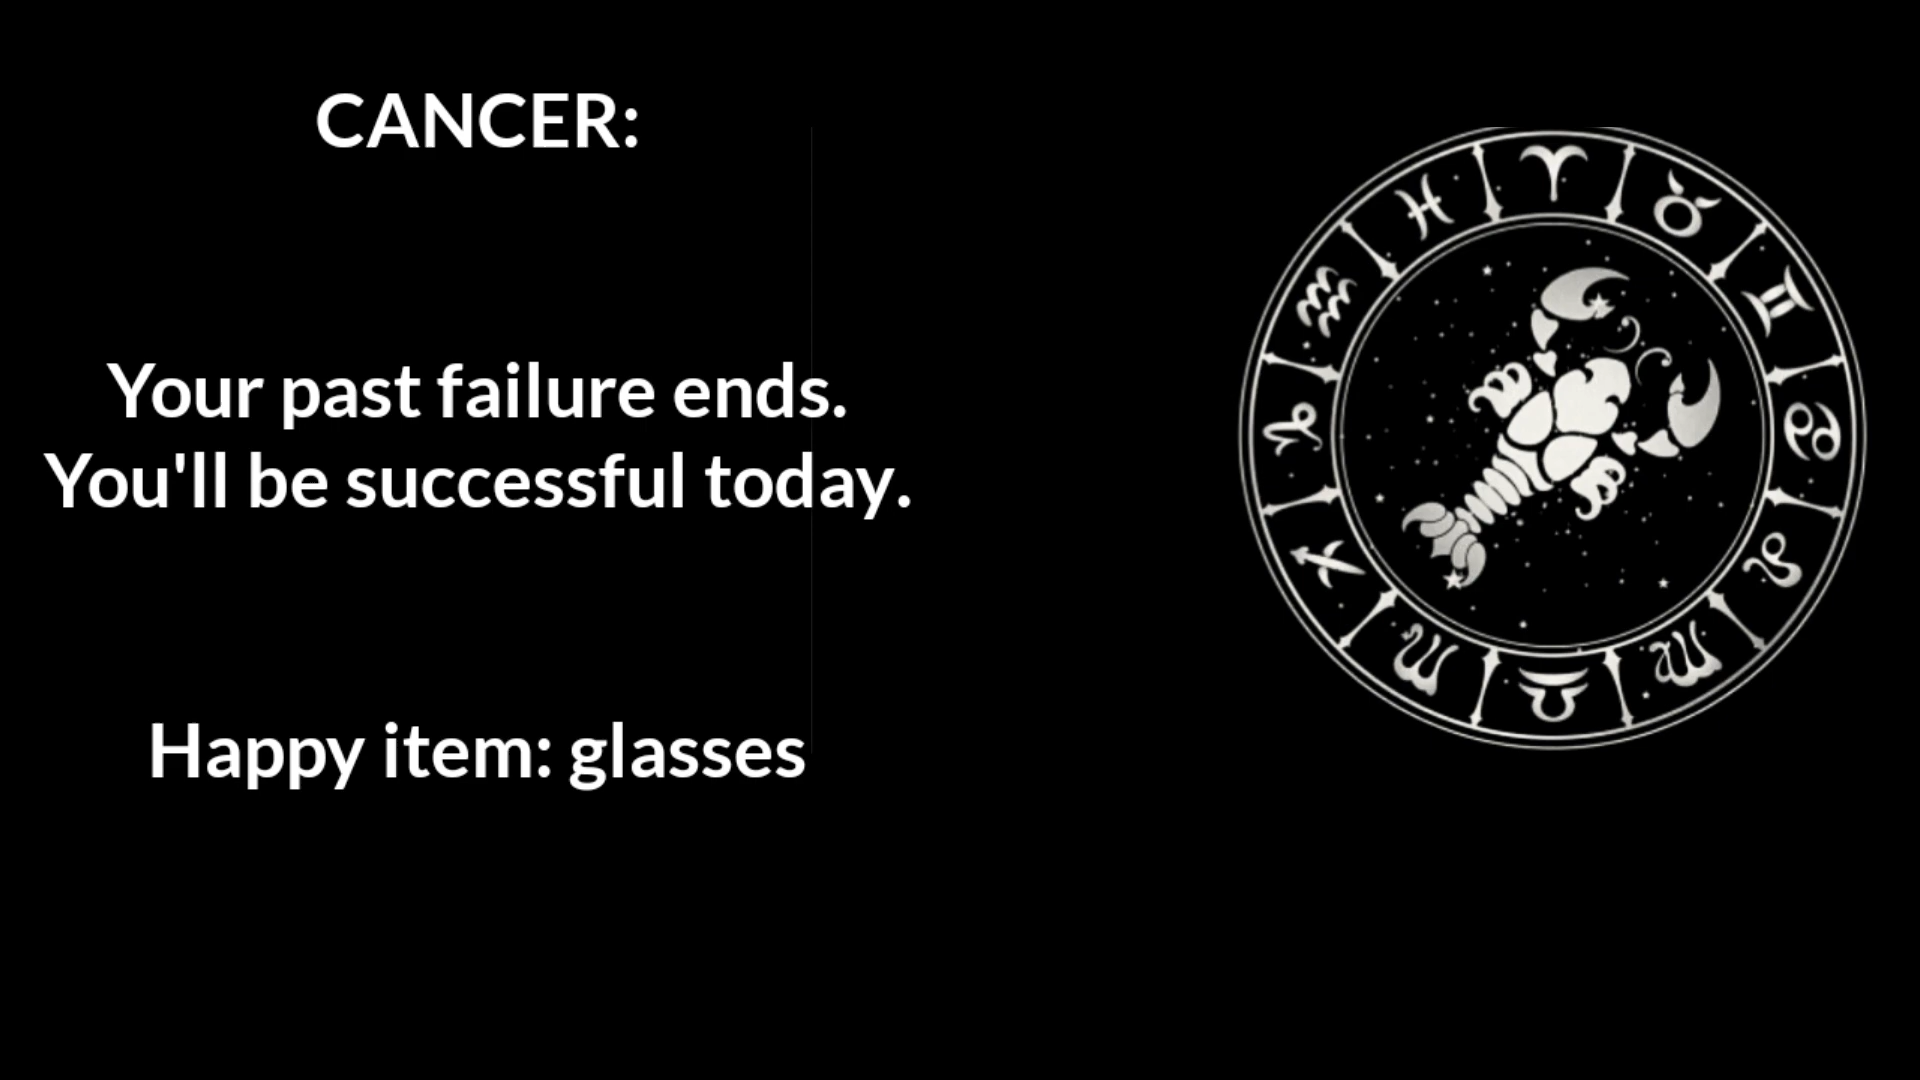 CANCER:
Your past failure ends.
You'll be successful today.
Happy item: glasses